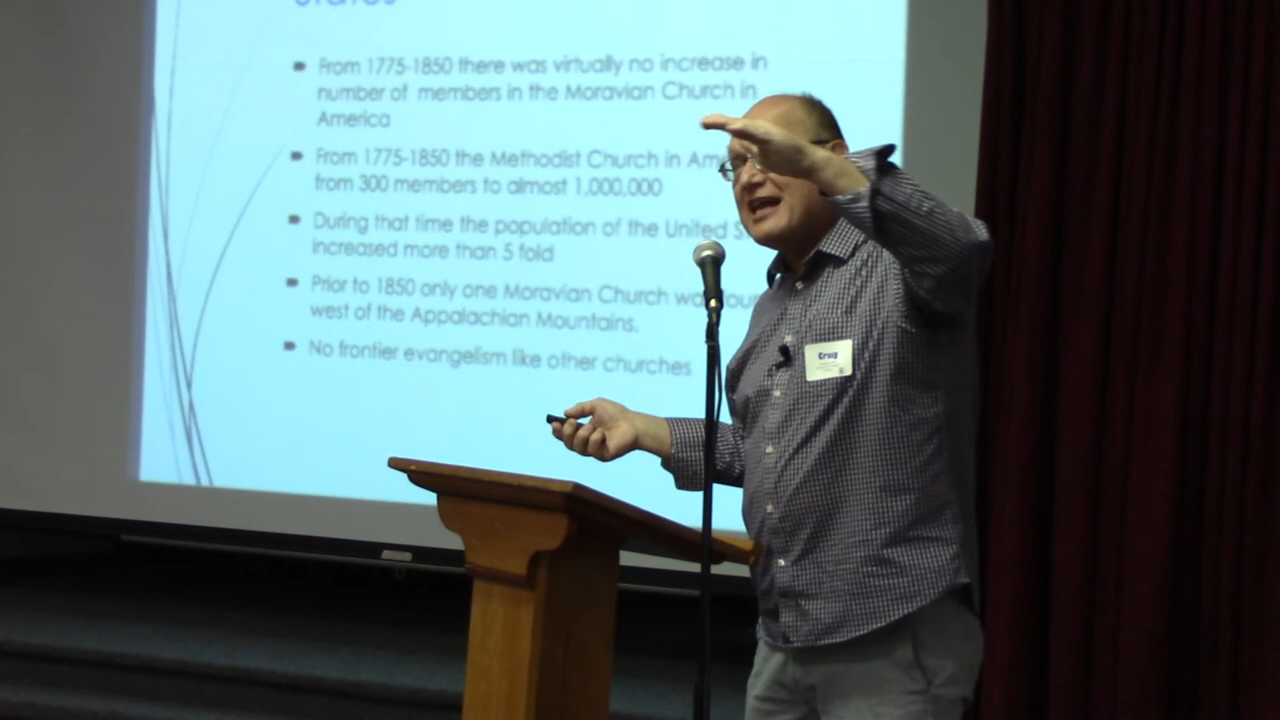 From 1775-1850 there was virtually no increase in
number of members in the Moravian Church in
America
From 1775-1850 the Methodist Church in Am
from 300 members to almost 1,000,000
During that time the population of the United S
increased more than 5 fold
Prior to 1850 only one Moravian Church was
west of the Appalachian Mountains.
No frontier evangelism like other churches
Craig